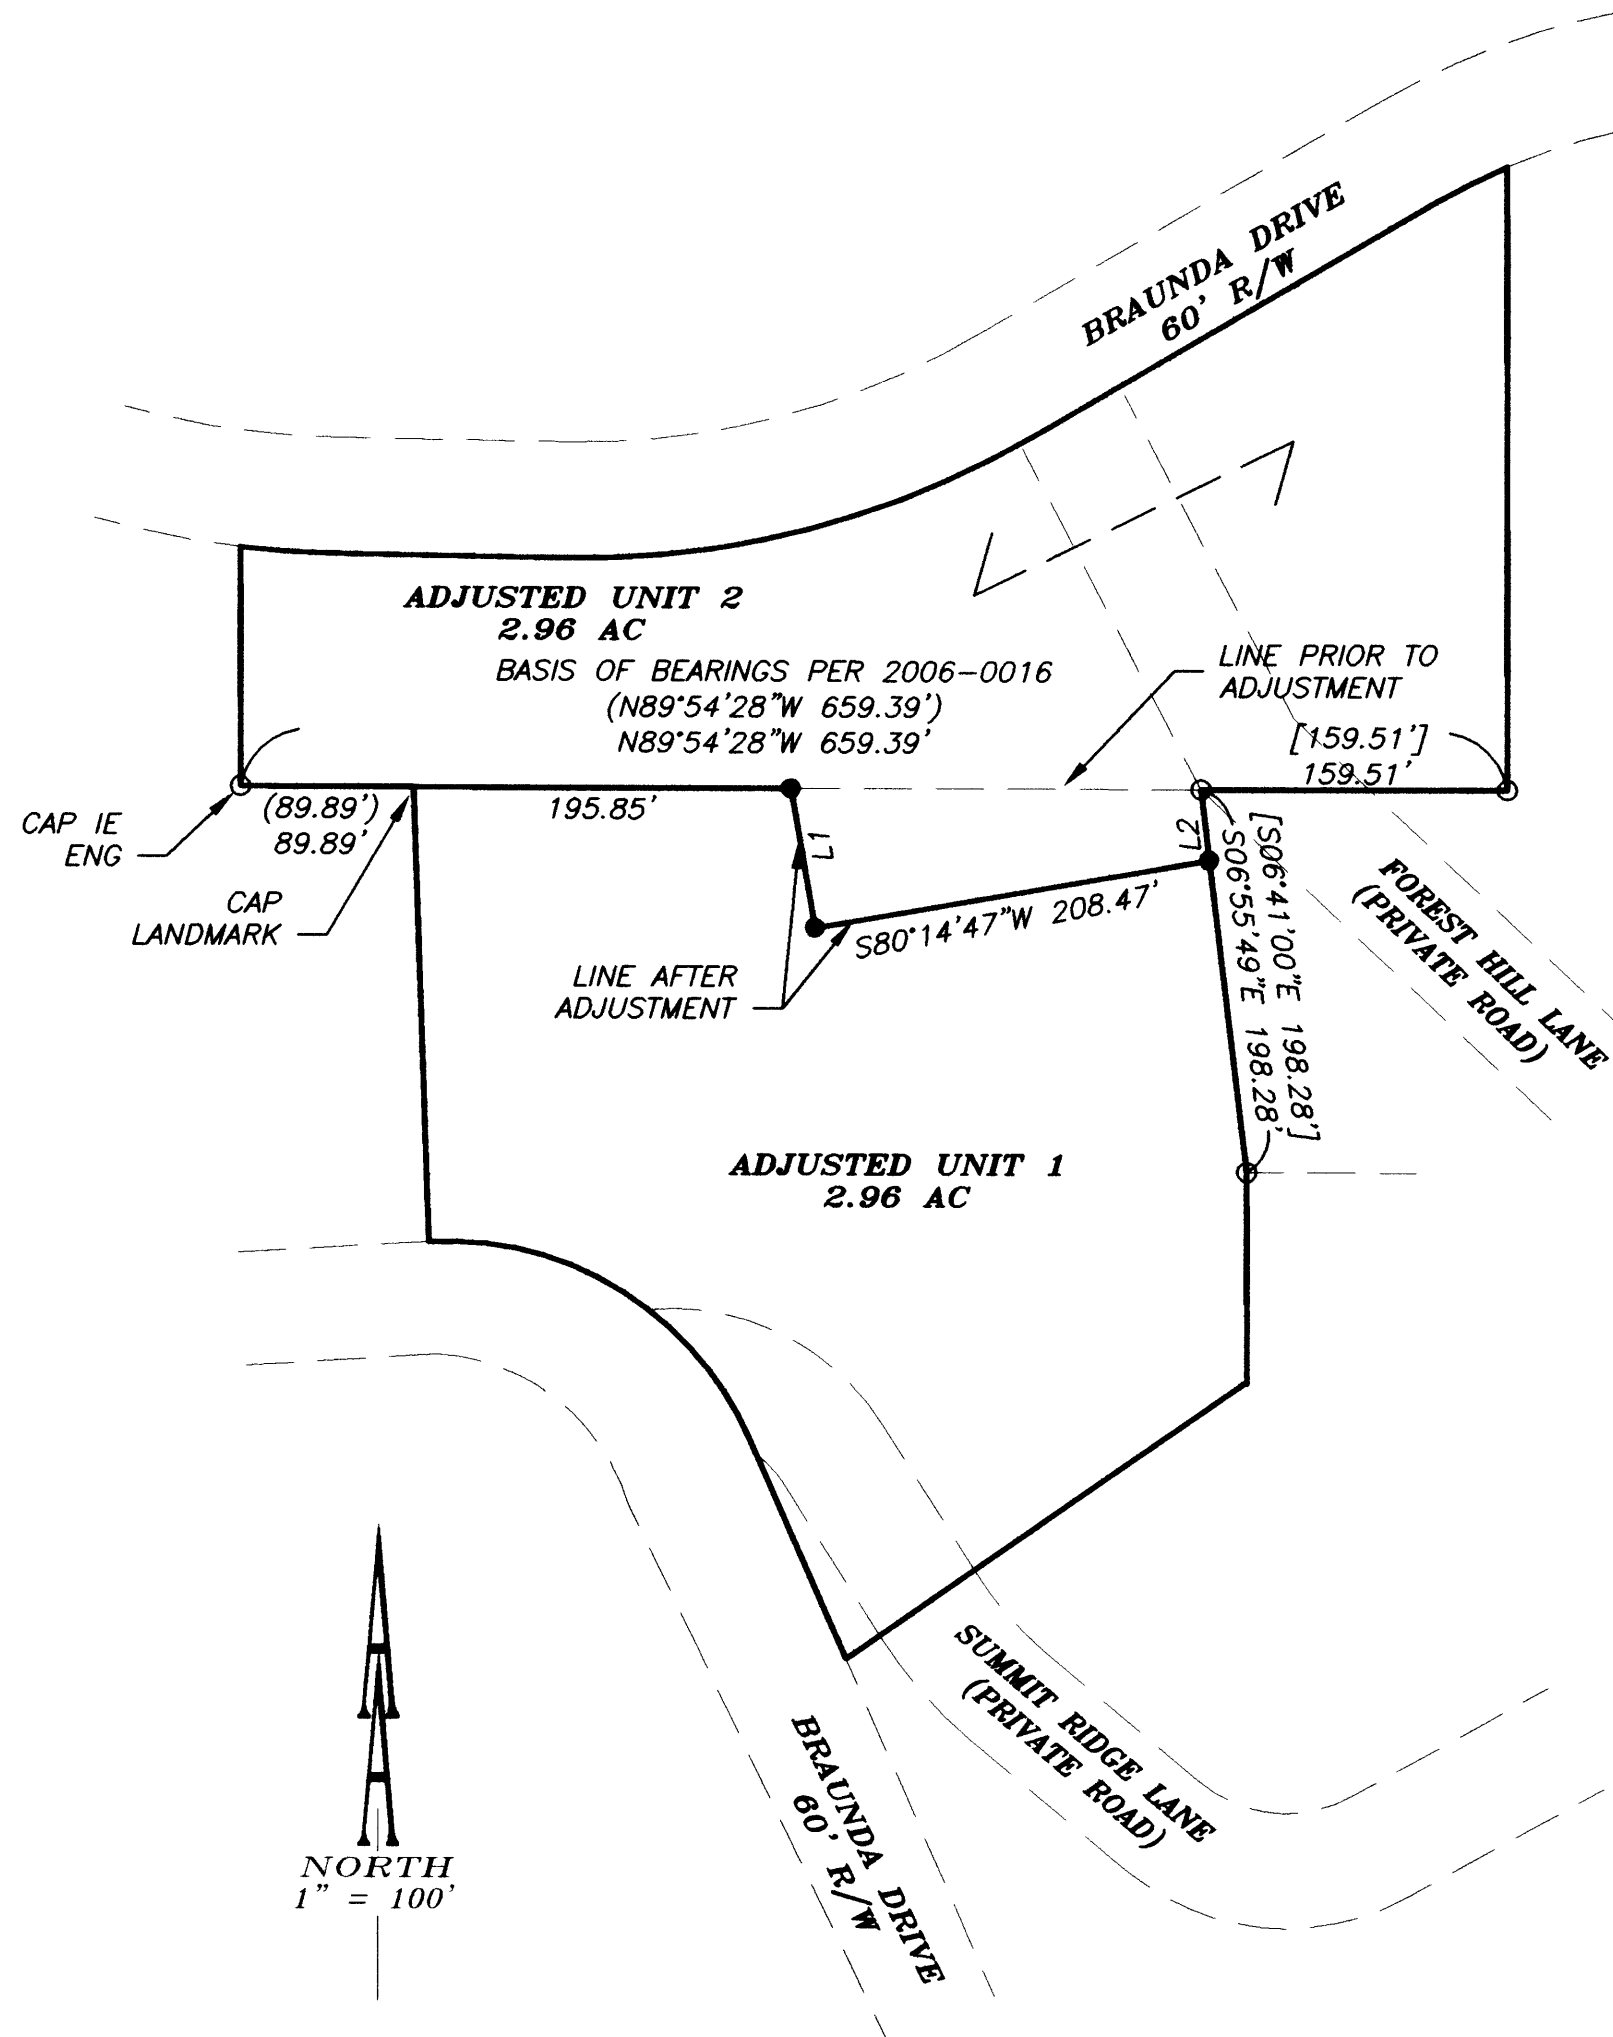 BRAUNDA DRIVE
60' R/W
ADJUSTED UNIT 2
2.96 AC
BASIS OF BEARINGS PER 2006-0016
(N89°54'28"W 659.39')
N89°54'28"W 659.39'
LINE PRIOR TO
ADJUSTMENT
[159.51']
159.51'
CAP IE
ENG
(89.89')
89.89'
195.85'
L1
L2
CAP
LANDMARK
S80°14'47"W 208.47'
[S06°41'00"E 198.28']
S06°55'49"E 198.28'
FOREST HILL LANE
(PRIVATE ROAD)
LINE AFTER
ADJUSTMENT
ADJUSTED UNIT 1
2.96 AC
SUMMIT RIDGE LANE
(PRIVATE ROAD)
BRAUNDA DRIVE
60' R/W
NORTH
1" = 100'